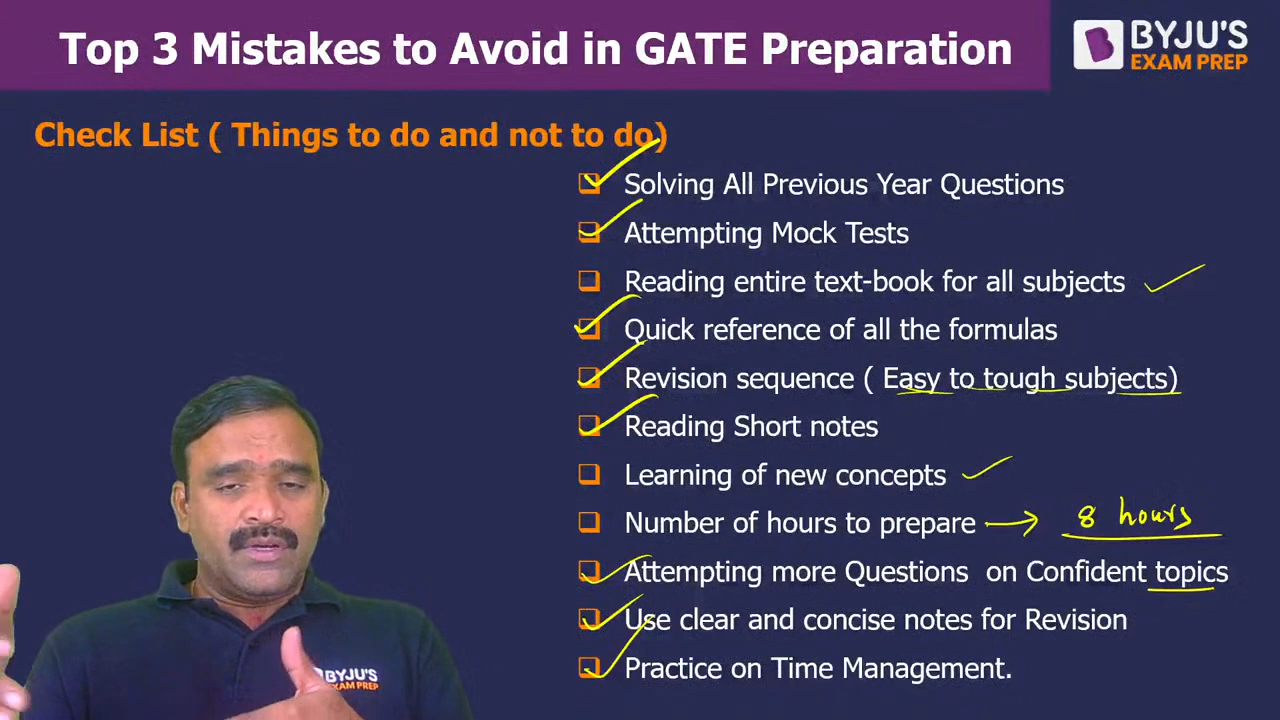 Top 3 Mistakes to Avoid in GATE Preparation
BYJU'S
EXAM PREP
Check List ( Things to do and not to do)
Solving All Previous Year Questions
Attempting Mock Tests
Reading entire text-book for all subjects
Quick reference of all the formulas
Revision sequence ( Easy to tough subjects)
Reading Short notes
Learning of new concepts
Number of hours to prepare → 8 hours
Attempting more Questions on Confident topics
Use clear and concise notes for Revision
Practice on Time Management.
BYJU'S
EXAM PREP